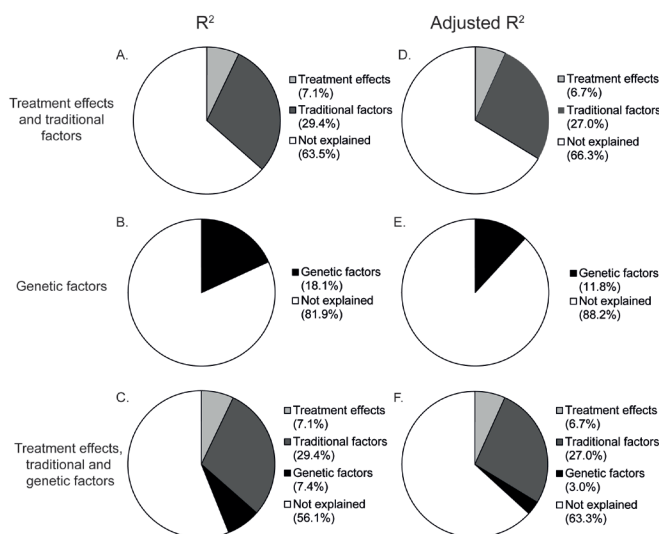 R²
Adjusted R²
A.
Treatment effects
and traditional
factors
Treatment effects
(7.1%)
Traditional factors
(29.4%)
Not explained
(63.5%)
D.
Treatment effects
(6.7%)
Traditional factors
(27.0%)
Not explained
(66.3%)
B.
Genetic factors
Genetic factors
(18.1%)
Not explained
(81.9%)
E.
Genetic factors
(11.8%)
Not explained
(88.2%)
C.
Treatment effects,
traditional and
genetic factors
Treatment effects
(7.1%)
Traditional factors
(29.4%)
Genetic factors
(7.4%)
Not explained
(56.1%)
F.
Treatment effects
(6.7%)
Traditional factors
(27.0%)
Genetic factors
(3.0%)
Not explained
(63.3%)